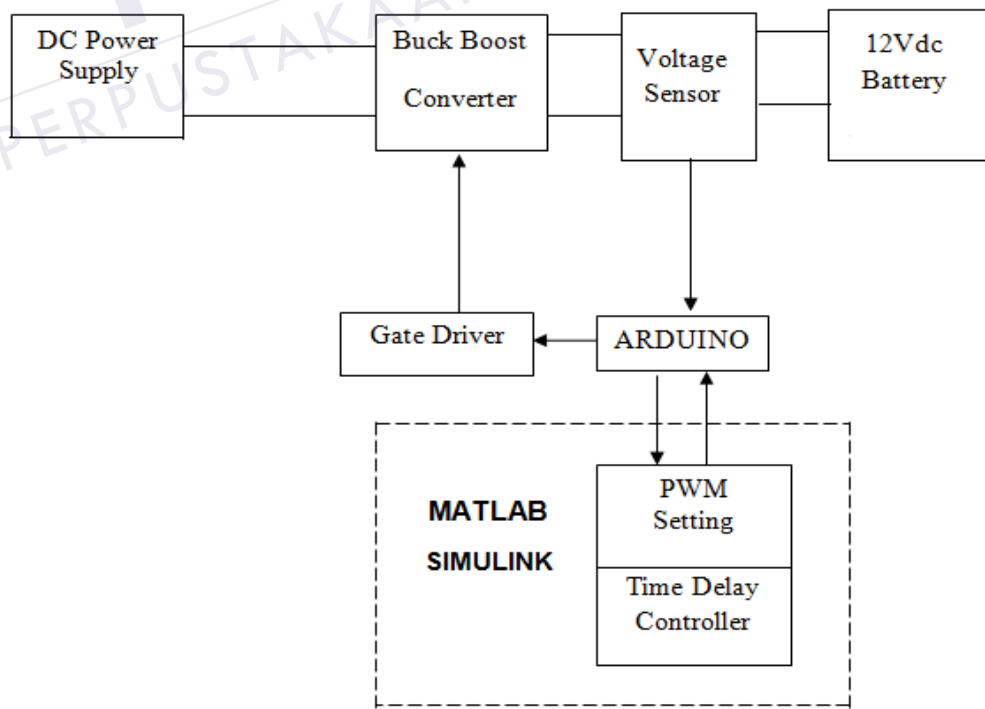 DC Power
Supply
Buck Boost
Converter
Voltage
Sensor
12Vdc
Battery
PERPUSTAKAA
Gate Driver
ARDUINO
MATLAB
SIMULINK
PWM
Setting
Time Delay
Controller